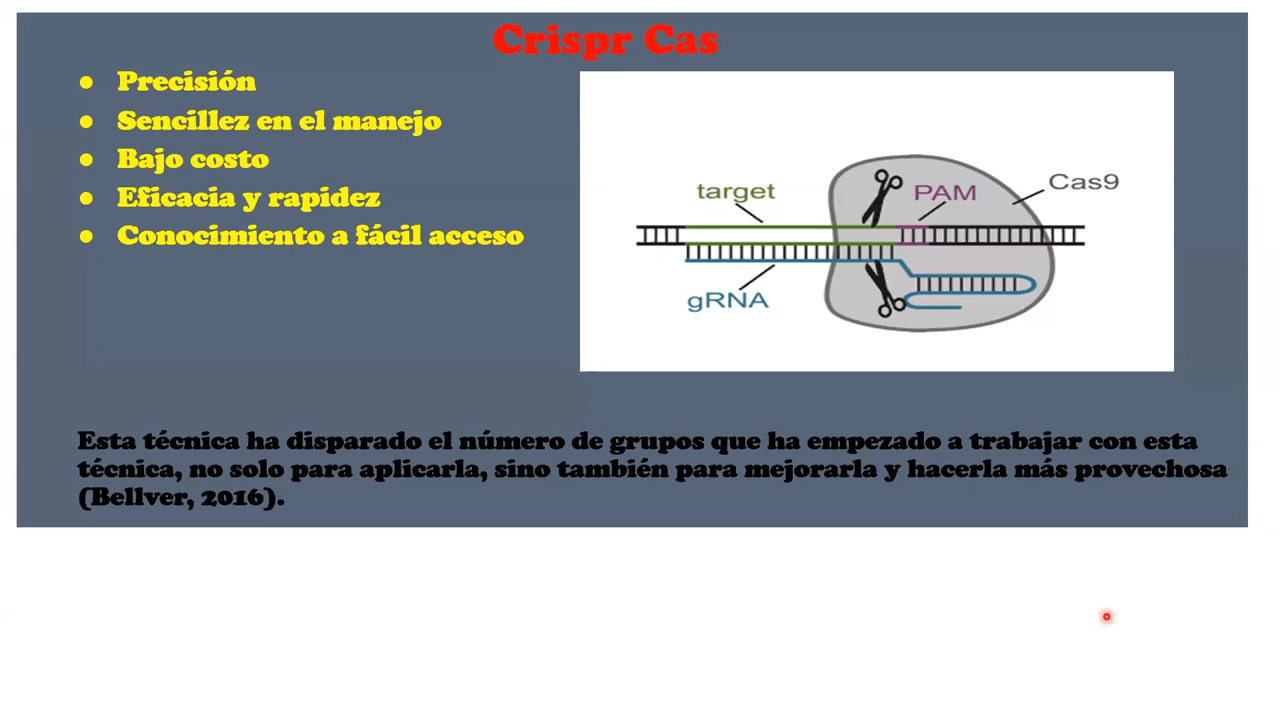 Crispr Cas
● Precisión
● Sencillez en el manejo
● Bajo costo
● Eficacia y rapidez
● Conocimiento a fácil acceso
target
PAM
Cas9
gRNA
Esta técnica ha disparado el número de grupos que ha empezado a trabajar con esta
técnica, no solo para aplicarla, sino también para mejorarla y hacerla más provechosa
(Bellver, 2016).